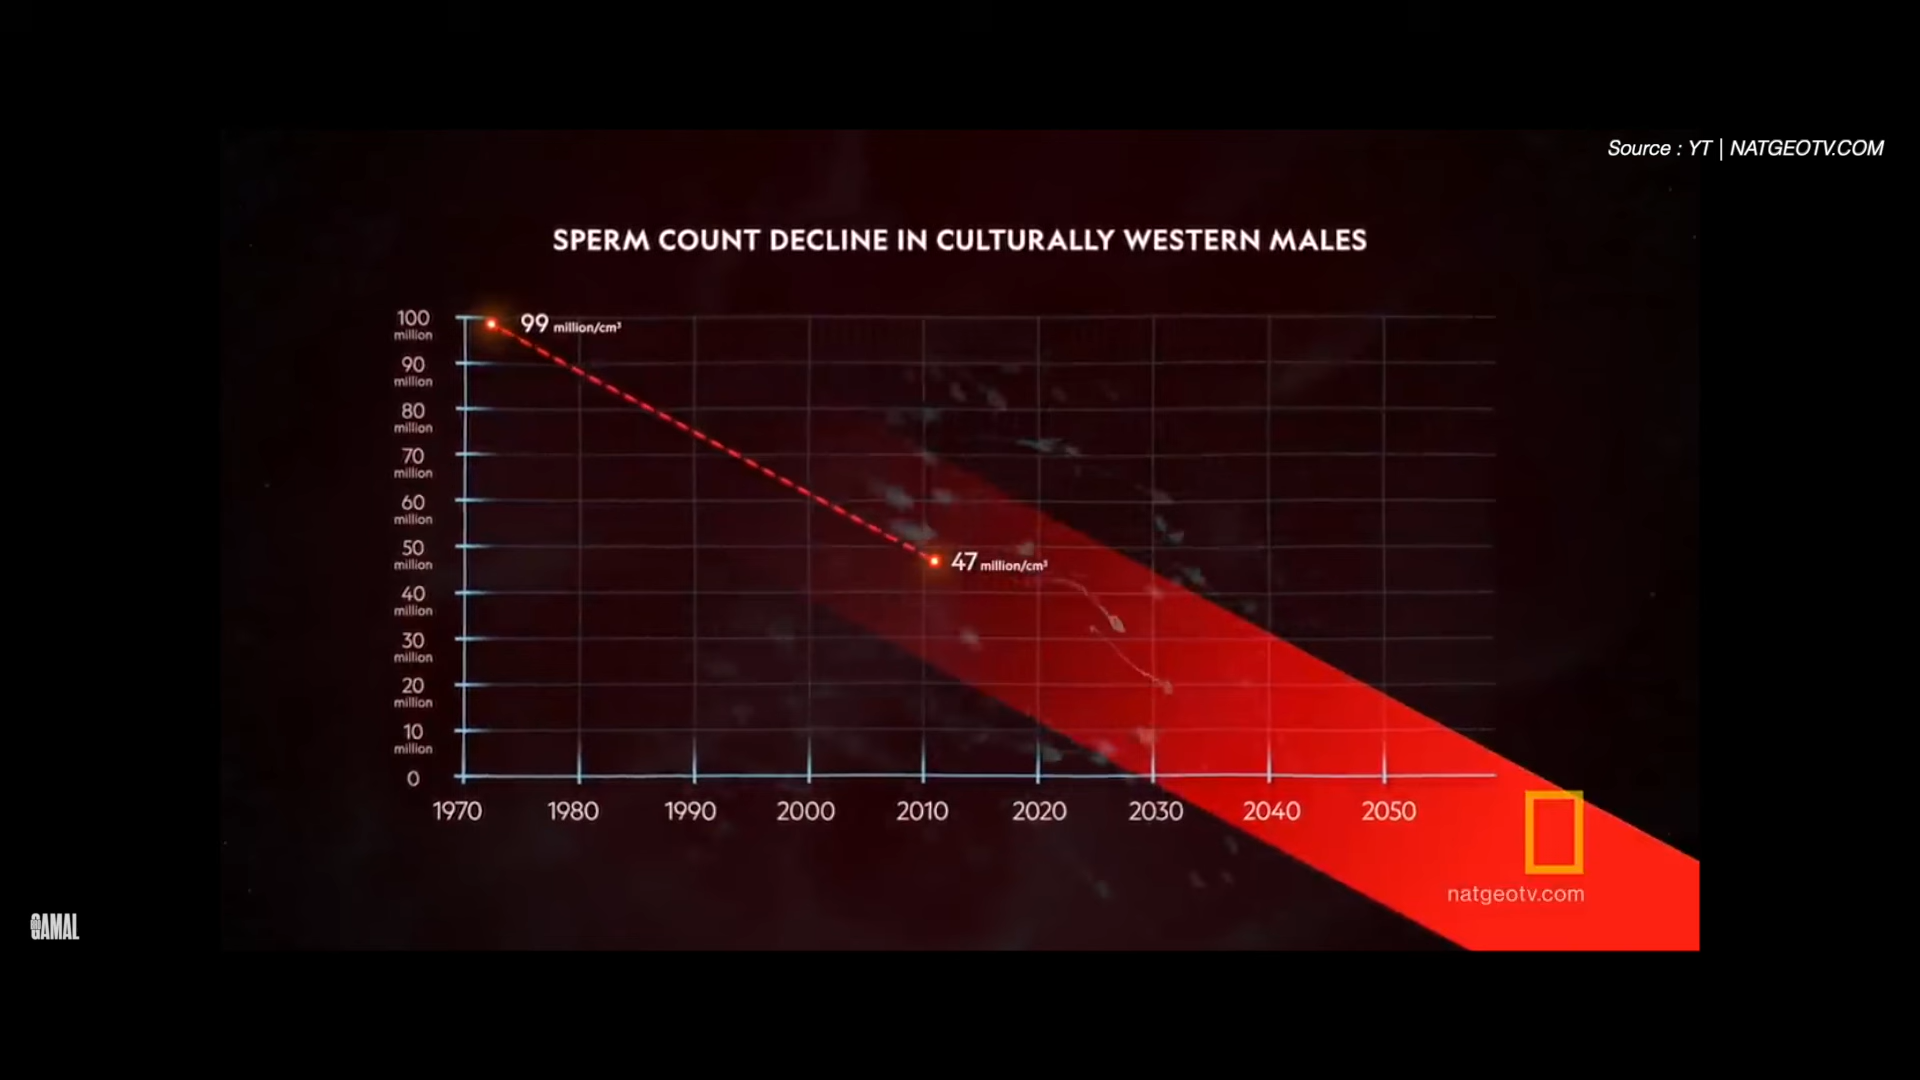 Source : YT | NATGEOTV.COM
SPERM COUNT DECLINE IN CULTURALLY WESTERN MALES
100
million
99 million/cm³
90
million
80
million
70
million
60
million
50
million
47 million/cm³
40
million
30
million
20
million
10
million
0
1970 1980 1990 2000 2010 2020 2030 2040 2050
natgeotv.com
GAMAL